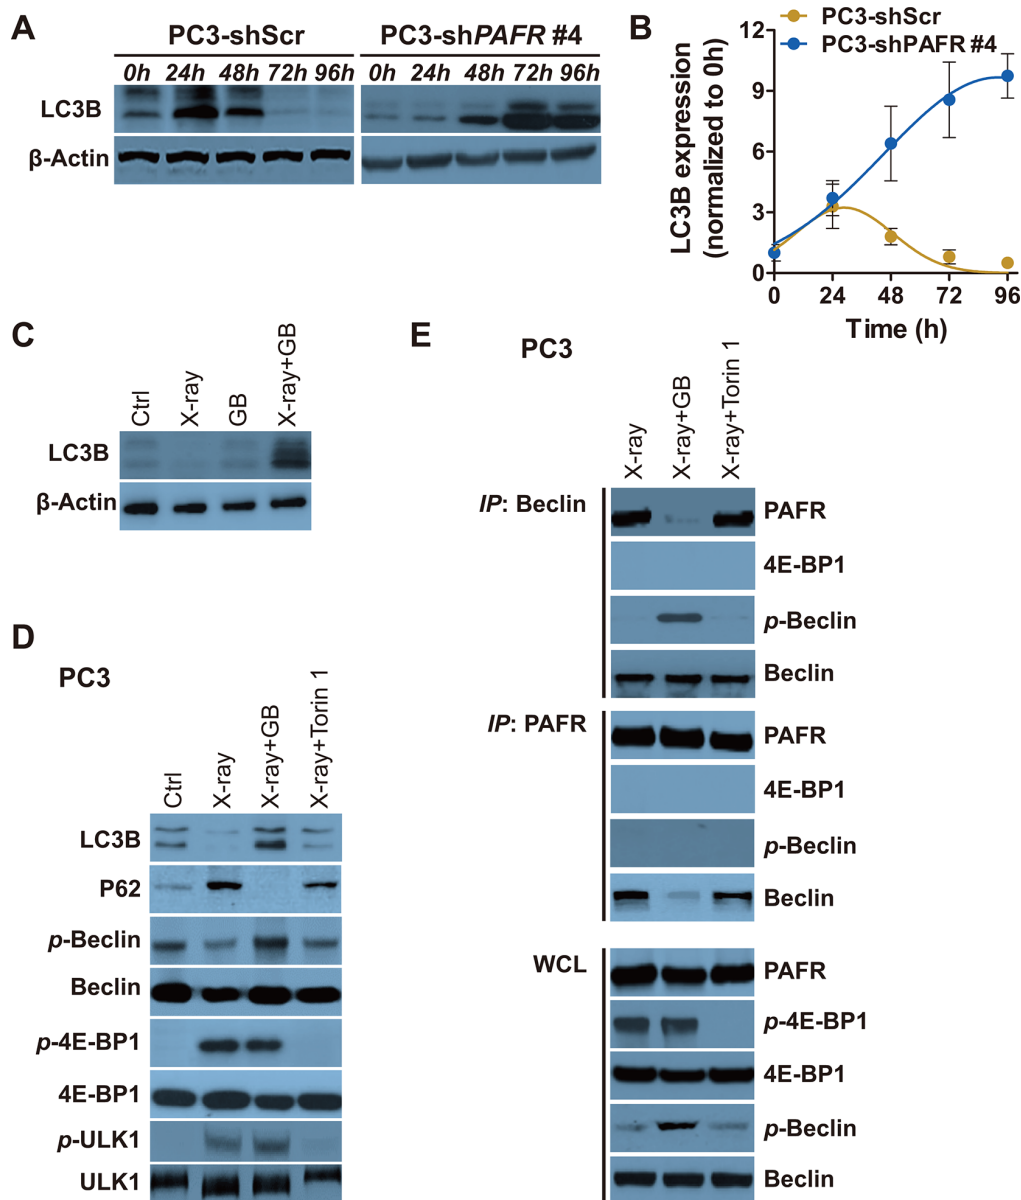 A
PC3-shScr
PC3-shPAFR #4
0h 24h 48h 72h 96h
0h 24h 48h 72h 96h
LC3B
β-Actin
B
PC3-shScr
PC3-shPAFR #4
LC3B expression
(normalized to 0h)
12
9
6
3
0
0 24 48 72 96
Time (h)
C
Ctrl
X-ray
GB
X-ray+GB
LC3B
β-Actin
D
PC3
Ctrl
X-ray
X-ray+GB
X-ray+Torin 1
LC3B
P62
p-Beclin
Beclin
p-4E-BP1
4E-BP1
p-ULK1
ULK1
E
PC3
X-ray
X-ray+GB
X-ray+Torin 1
IP: Beclin
PAFR
4E-BP1
p-Beclin
Beclin
IP: PAFR
PAFR
4E-BP1
p-Beclin
Beclin
WCL
PAFR
p-4E-BP1
4E-BP1
p-Beclin
Beclin